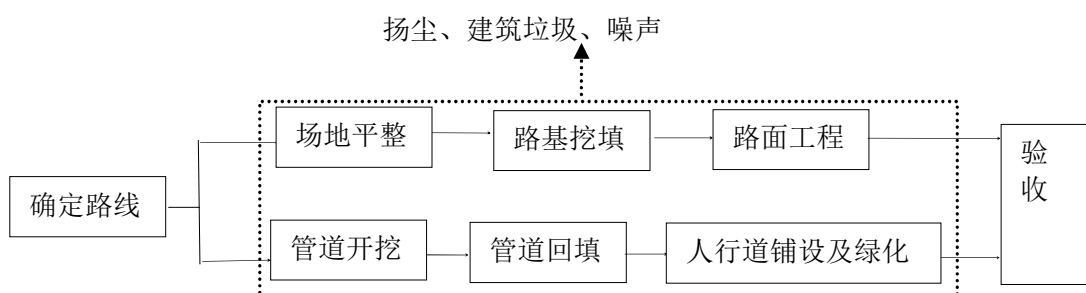 扬尘、建筑垃圾、噪声
场地平整
路基挖填
路面工程
验
收
确定路线
管道开挖
管道回填
人行道铺设及绿化